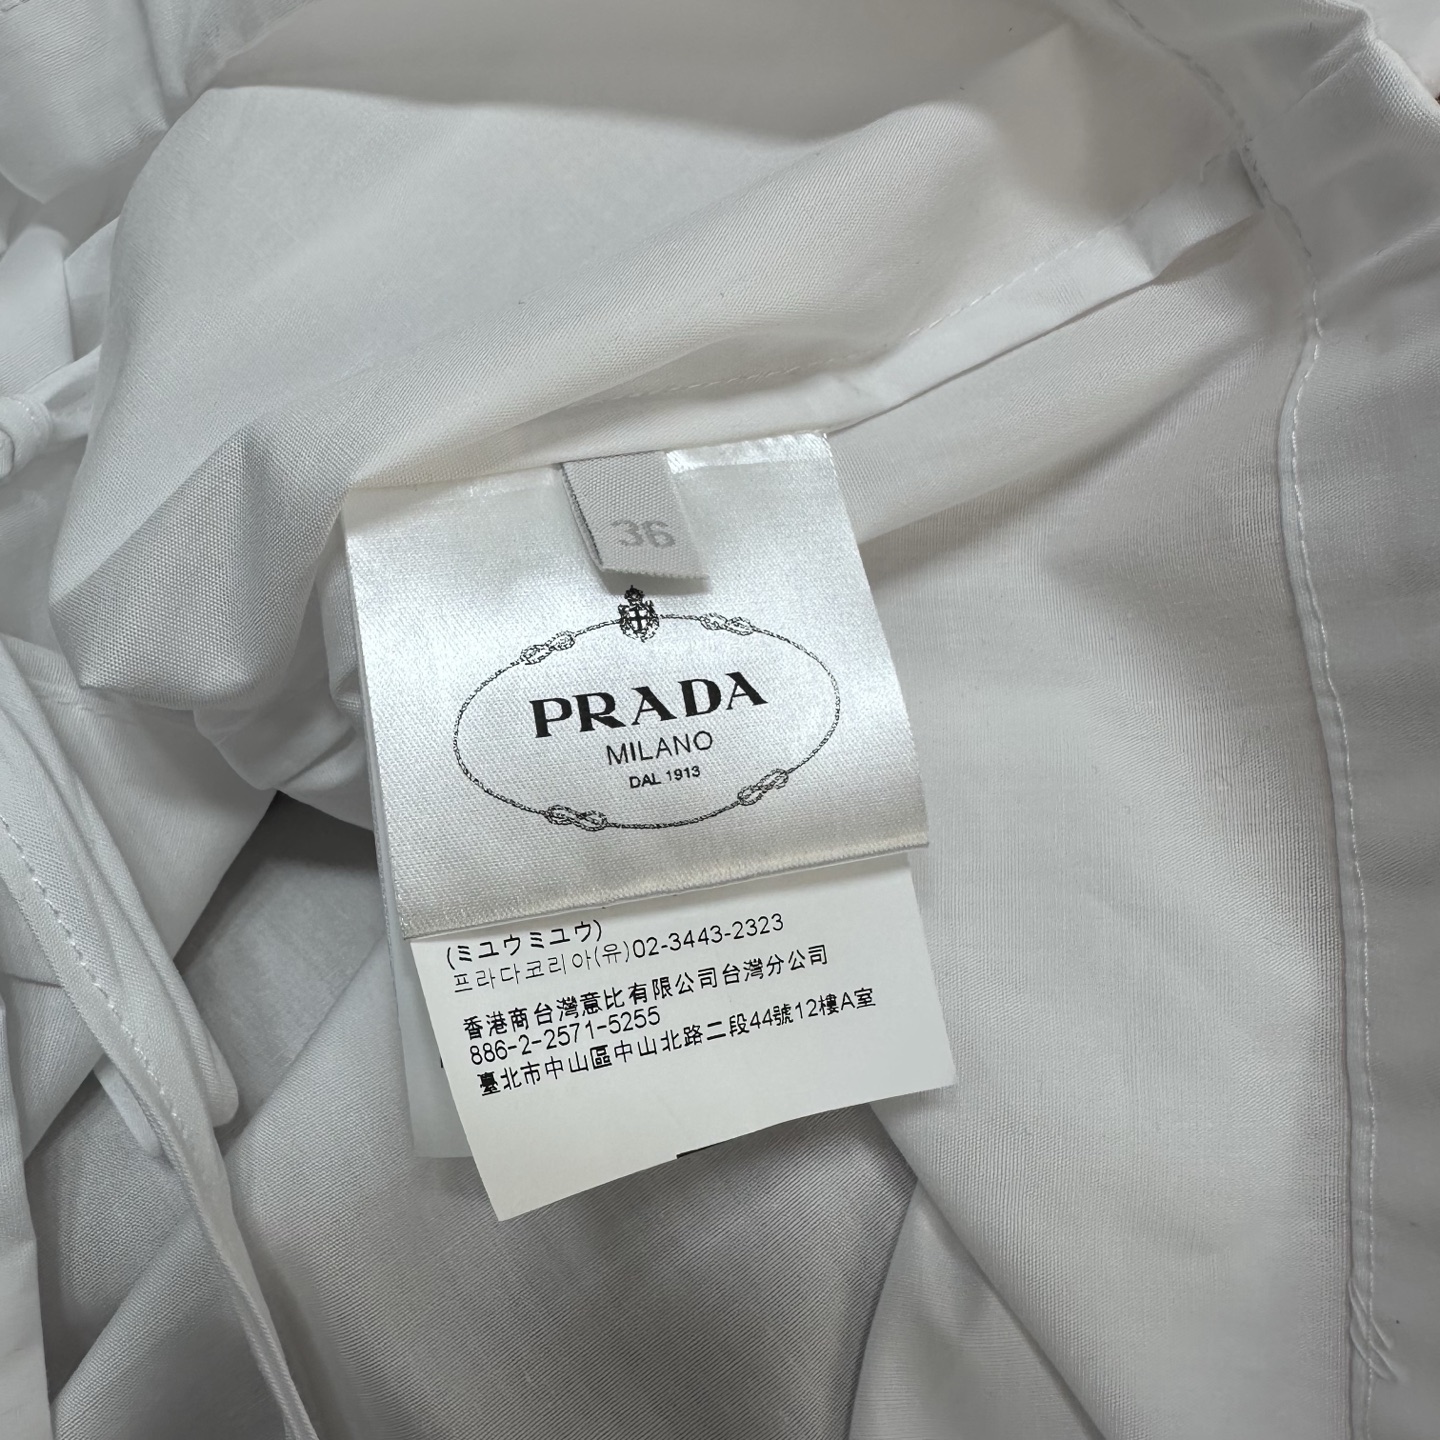 36
PRADA
MILANO
DAL 1913
(ミユウミユウ)
프라다코리아(유)02-3443-2323
香港商台灣意比有限公司台灣分公司
886-2-2571-5255
臺北市中山區中山北路二段44號12樓A室